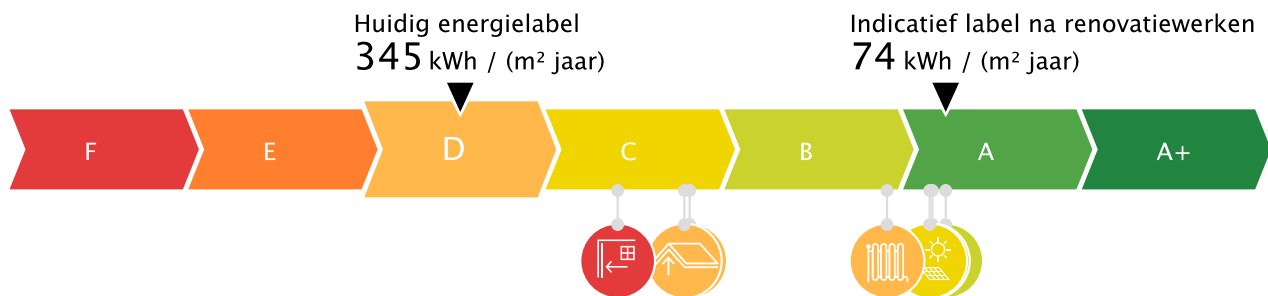 Huidig energielabel
345 kWh / (m² jaar)
Indicatief label na renovatiewerken
74 kWh / (m² jaar)
F E D C B A A+